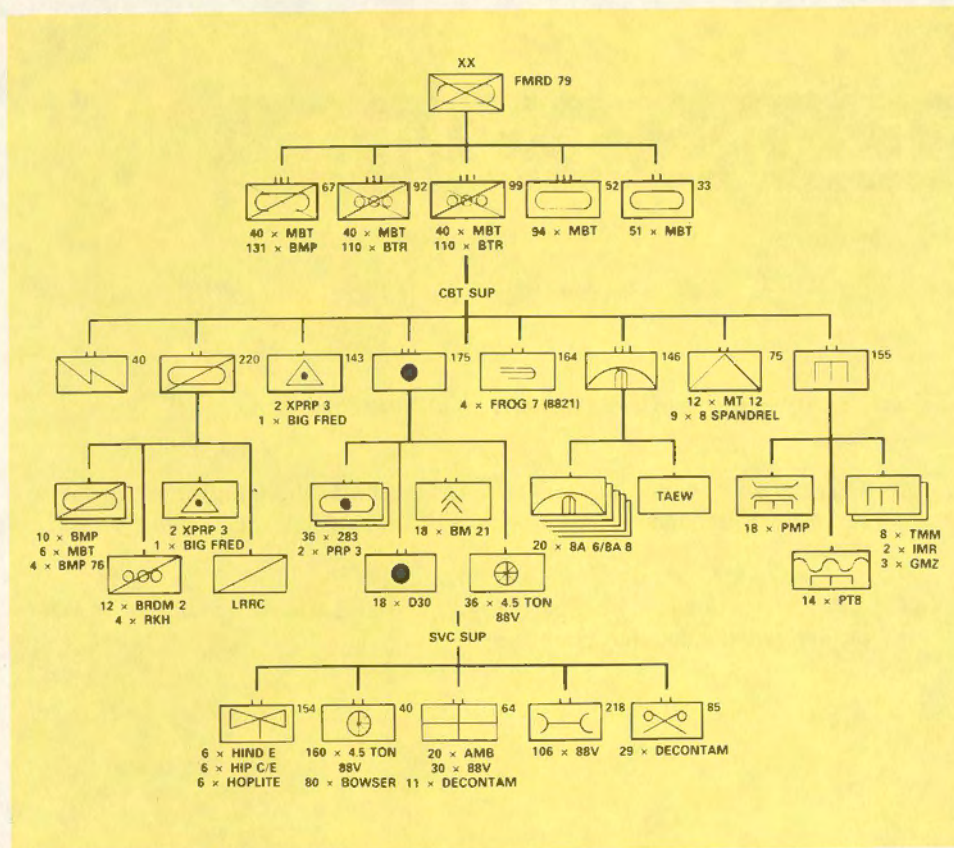 XX
FMRD 79
67
92
99
52
33
40 × MBT
131 × BMP
40 × MBT
110 × BTR
40 × MBT
110 × BTR
94 × MBT
51 × MBT
CBT SUP
40
220
143
175
164
146
75
155
2 XPRP 3
1 × BIG FRED
4 × FROG 7 (8821)
12 × MT 12
9 × 8 SPANDREL
10 × BMP
6 × MBT
4 × BMP 76
2 XPRP 3
1 × BIG FRED
36 × 283
2 × PRP 3
18 × BM 21
20 × 8A 6/8A 8
TAEW
18 × PMP
8 × TMM
2 × IMR
3 × GMZ
12 × BRDM 2
4 × RKH
LRRC
18 × D30
36 × 4.5 TON
88V
14 × PT8
SVC SUP
154
40
64
218
85
6 × HIND E
6 × HIP C/E
6 × HOPLITE
160 × 4.5 TON
88V
80 × BOWSER
20 × AMB
30 × 88V
11 × DECONTAM
106 × 88V
29 × DECONTAM